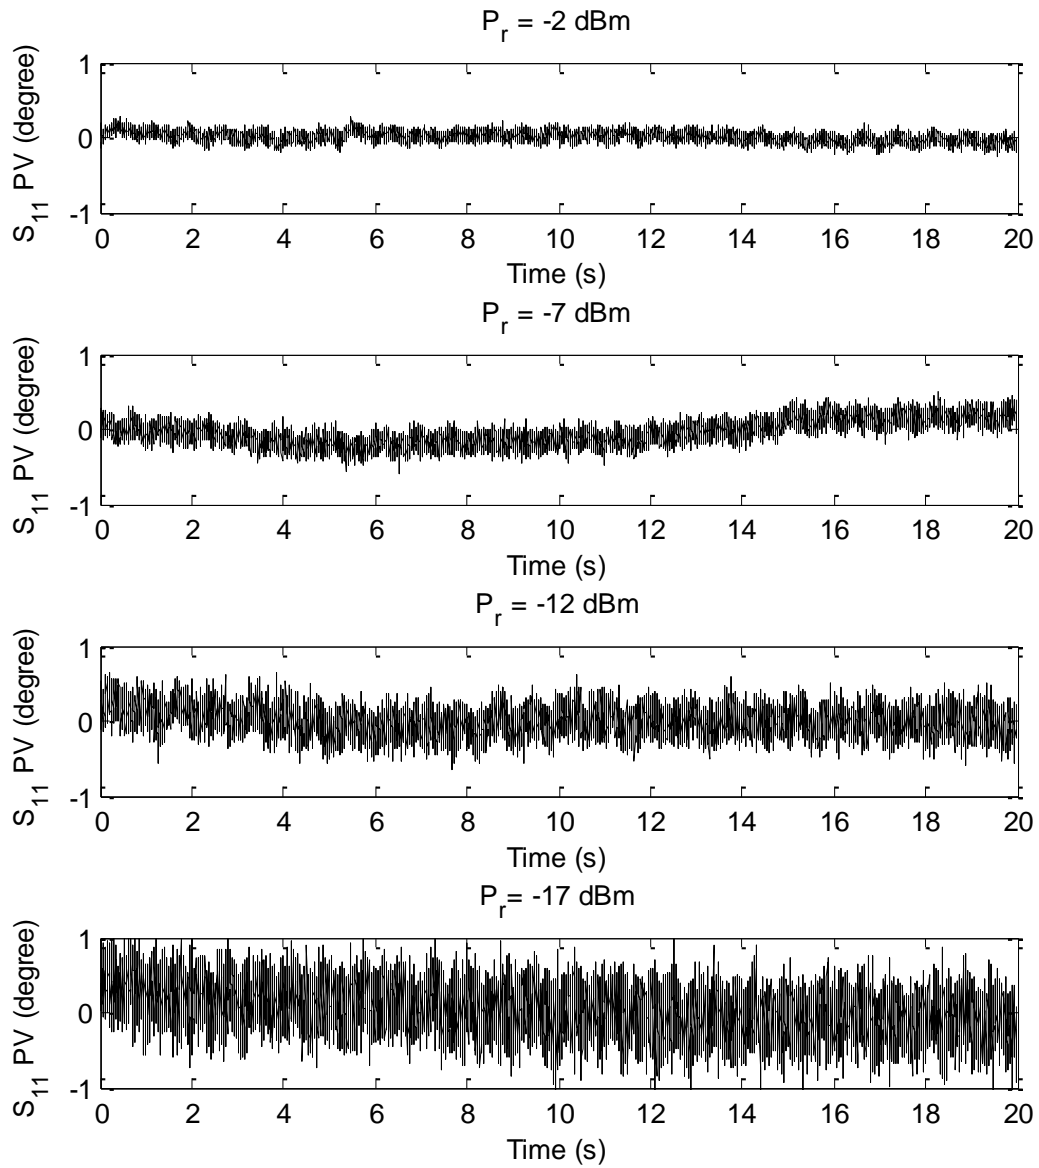 P_r = -2 dBm
1
0
-1
S_11 PV (degree)
0 2 4 6 8 10 12 14 16 18 20
Time (s)
P_r = -7 dBm
1
0
-1
S_11 PV (degree)
0 2 4 6 8 10 12 14 16 18 20
Time (s)
P_r = -12 dBm
1
0
-1
S_11 PV (degree)
0 2 4 6 8 10 12 14 16 18 20
Time (s)
P_r= -17 dBm
1
0
-1
S_11 PV (degree)
0 2 4 6 8 10 12 14 16 18 20
Time (s)